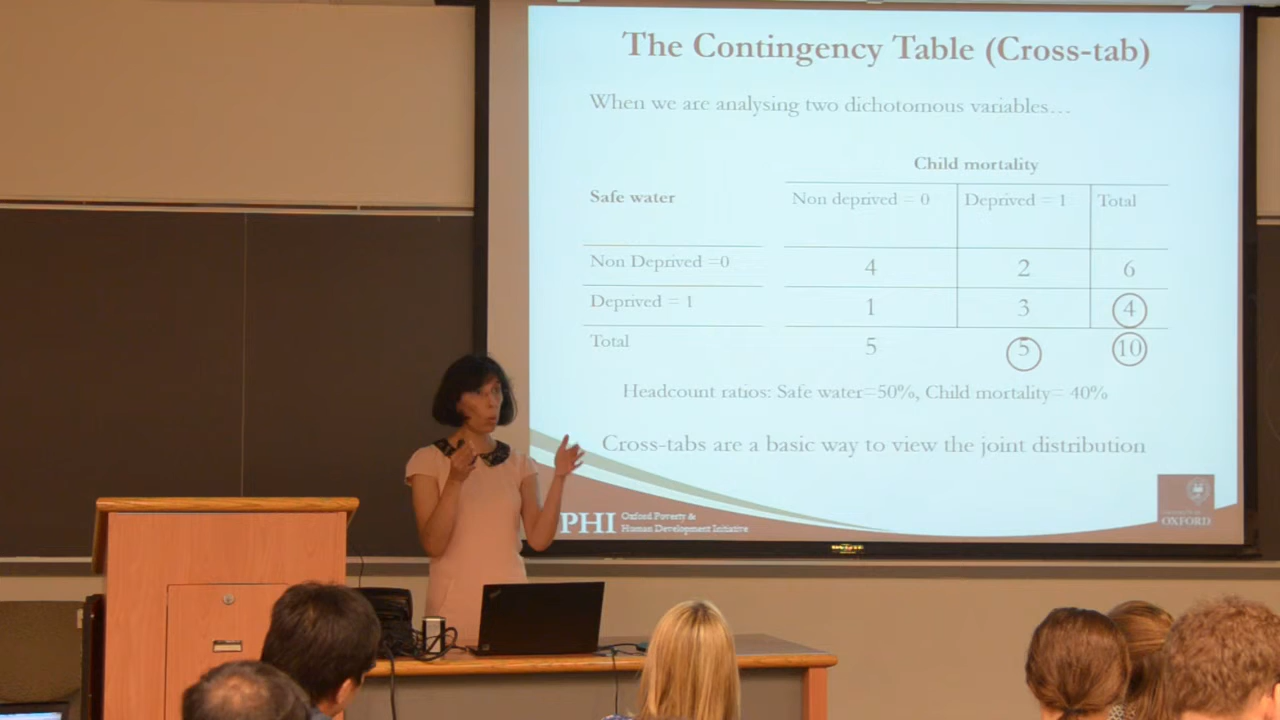 The Contingency Table (Cross-tab)
When we are analysing two dichotomous variables…
Child mortality
Safe water
Non deprived = 0 Deprived = 1 Total
Non Deprived =0 4 2 6
Deprived = 1 1 3 4
Total 5 5 10
Headcount ratios: Safe water=50%, Child mortality= 40%
Cross-tabs are a basic way to view the joint distribution
PHI Oxford Poverty &
Human Development Initiative
OXFORD